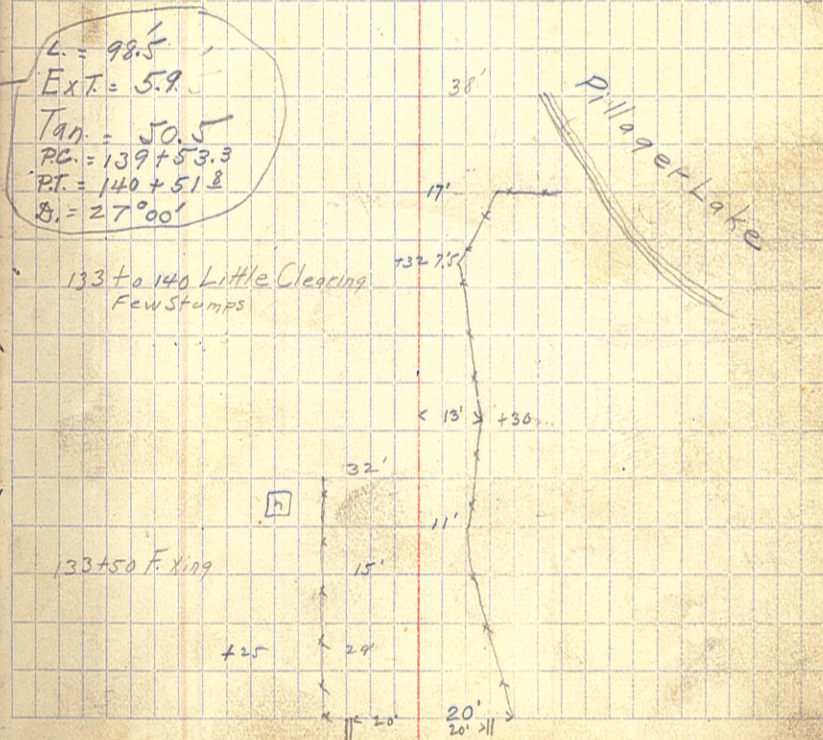 L. = 98.5'
Ext. = 5.9
Tan. = 50.5
P.C. = 139+53.3
P.T. = 140+51 8
D. = 27°00'
38'
Pillager Lake
17'
+32 7.5'
133 to 140 Little Clearing
Few Stumps
13' +30
32'
h
11'
133+50 F. Xing
15'
+25 29'
20' 20'
20'